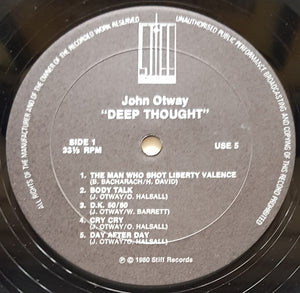 STIFF
ALL RIGHTS OF THE MANUFACTURER AND OF THE OWNER OF THE RECORDED WORK RESERVED
UNAUTHORISED PUBLIC PERFORMANCE BROADCASTING AND COPYING OF THIS RECORD PROHIBITED
John Otway
"DEEP THOUGHT"
SIDE 1 USE 5
33⅓ RPM
1. THE MAN WHO SHOT LIBERTY VALENCE
(B. BACHARACH/H. DAVID)
2. BODY TALK
(J. OTWAY/O. HALSALL)
3. D.K. 50/80
(J. OTWAY/W. BARRETT)
4. CRY CRY
(J. OTWAY/O. HALSALL)
5. DAY AFTER DAY
(J. OTWAY/O. HALSALL)
℗ © 1980 Stiff Records